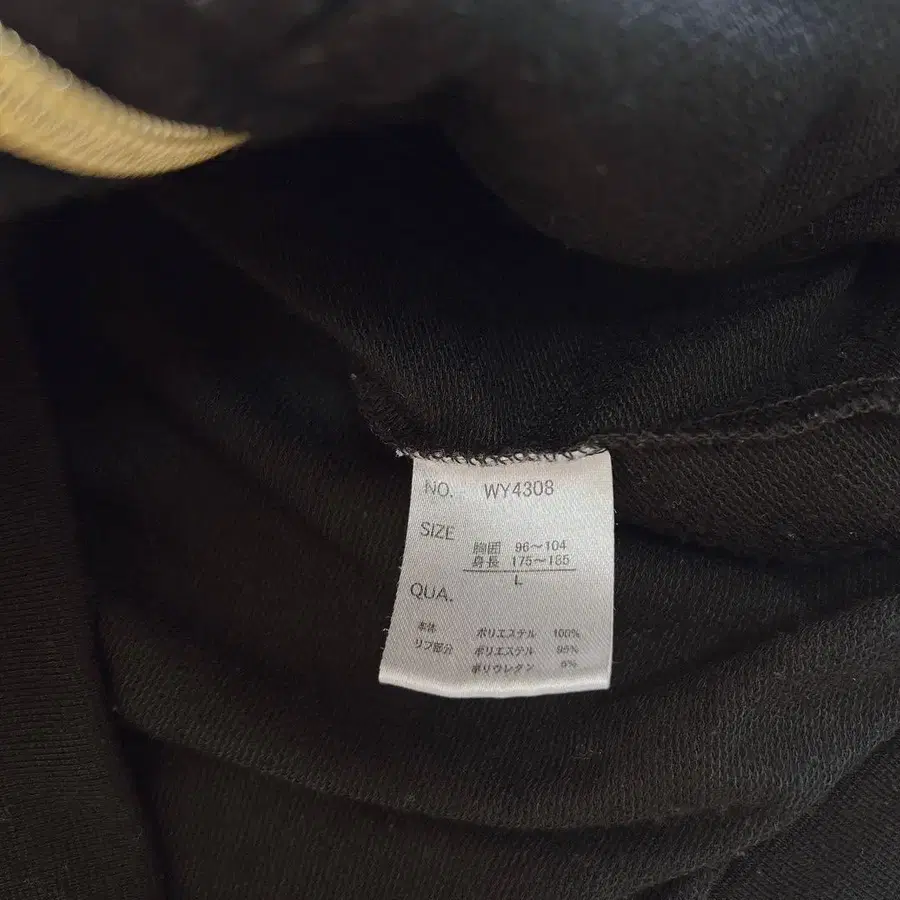 NO. WY4308
SIZE
胸囲 96～104
身長 175～185
L
QUA.
本体 ポリエステル 100%
リブ部分 ポリエステル 95%
ポリウレタン 5%